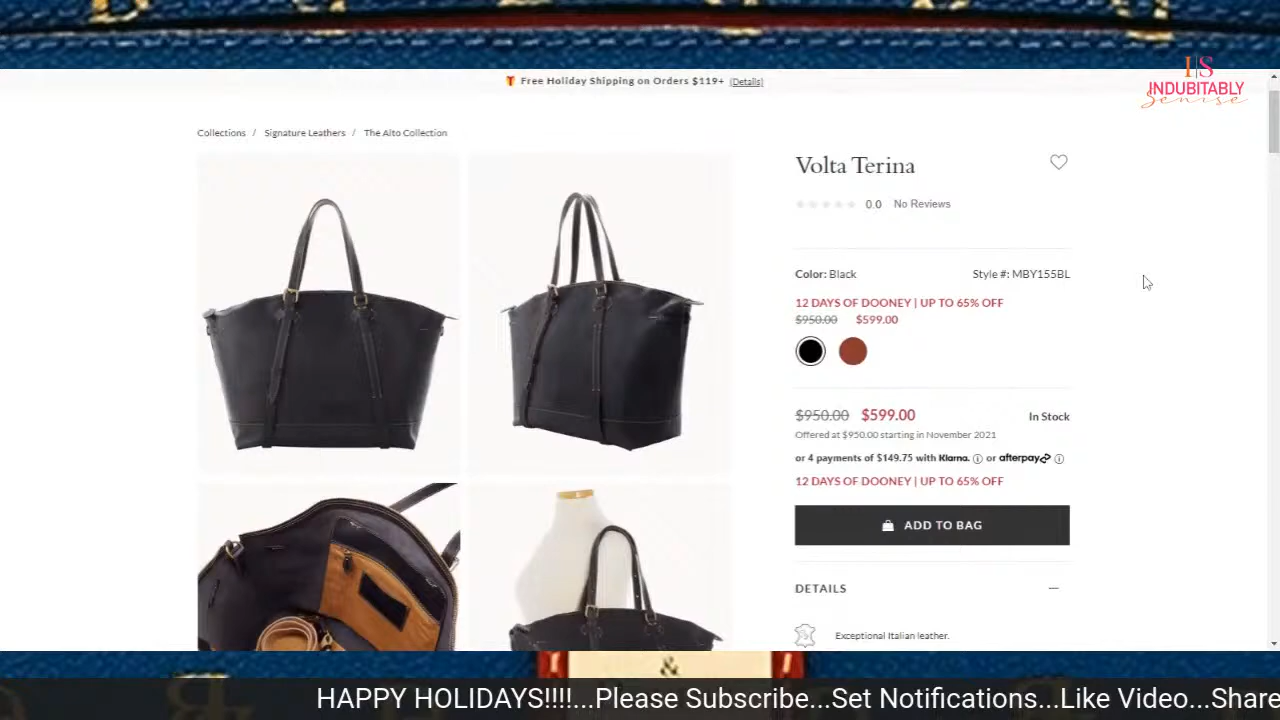 Free Holiday Shipping on Orders $119+ (Details)
I|S
INDUBITABLY
Senise
Collections / Signature Leathers / The Alto Collection
Volta Terina
0.0 No Reviews
Color: Black Style #: MBY155BL
12 DAYS OF DOONEY | UP TO 65% OFF
$950.00 $599.00
$950.00 $599.00 In Stock
Offered at $950.00 starting in November 2021
or 4 payments of $149.75 with Klarna. or afterpay
12 DAYS OF DOONEY | UP TO 65% OFF
ADD TO BAG
DETAILS
Exceptional Italian leather.
&
HAPPY HOLIDAYS!!!!...Please Subscribe...Set Notifications...Like Video...Share